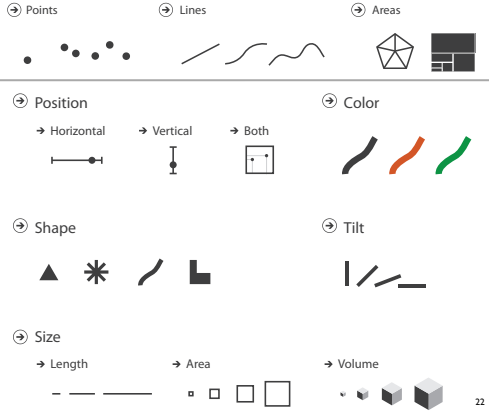 Points
Lines
Areas
Position
Color
Horizontal
Vertical
Both
Shape
Tilt
Size
Length
Area
Volume
22